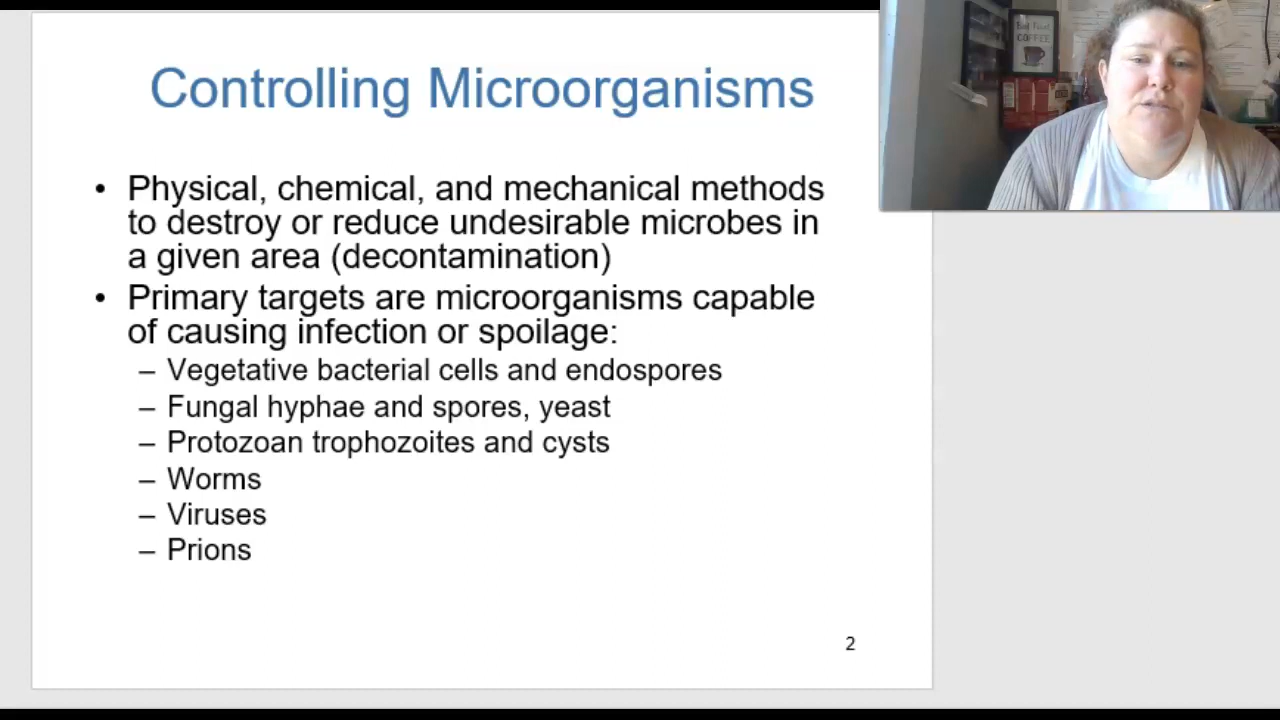 Controlling Microorganisms
• Physical, chemical, and mechanical methods
to destroy or reduce undesirable microbes in
a given area (decontamination)
• Primary targets are microorganisms capable
of causing infection or spoilage:
– Vegetative bacterial cells and endospores
– Fungal hyphae and spores, yeast
– Protozoan trophozoites and cysts
– Worms
– Viruses
– Prions
2
COFFEE